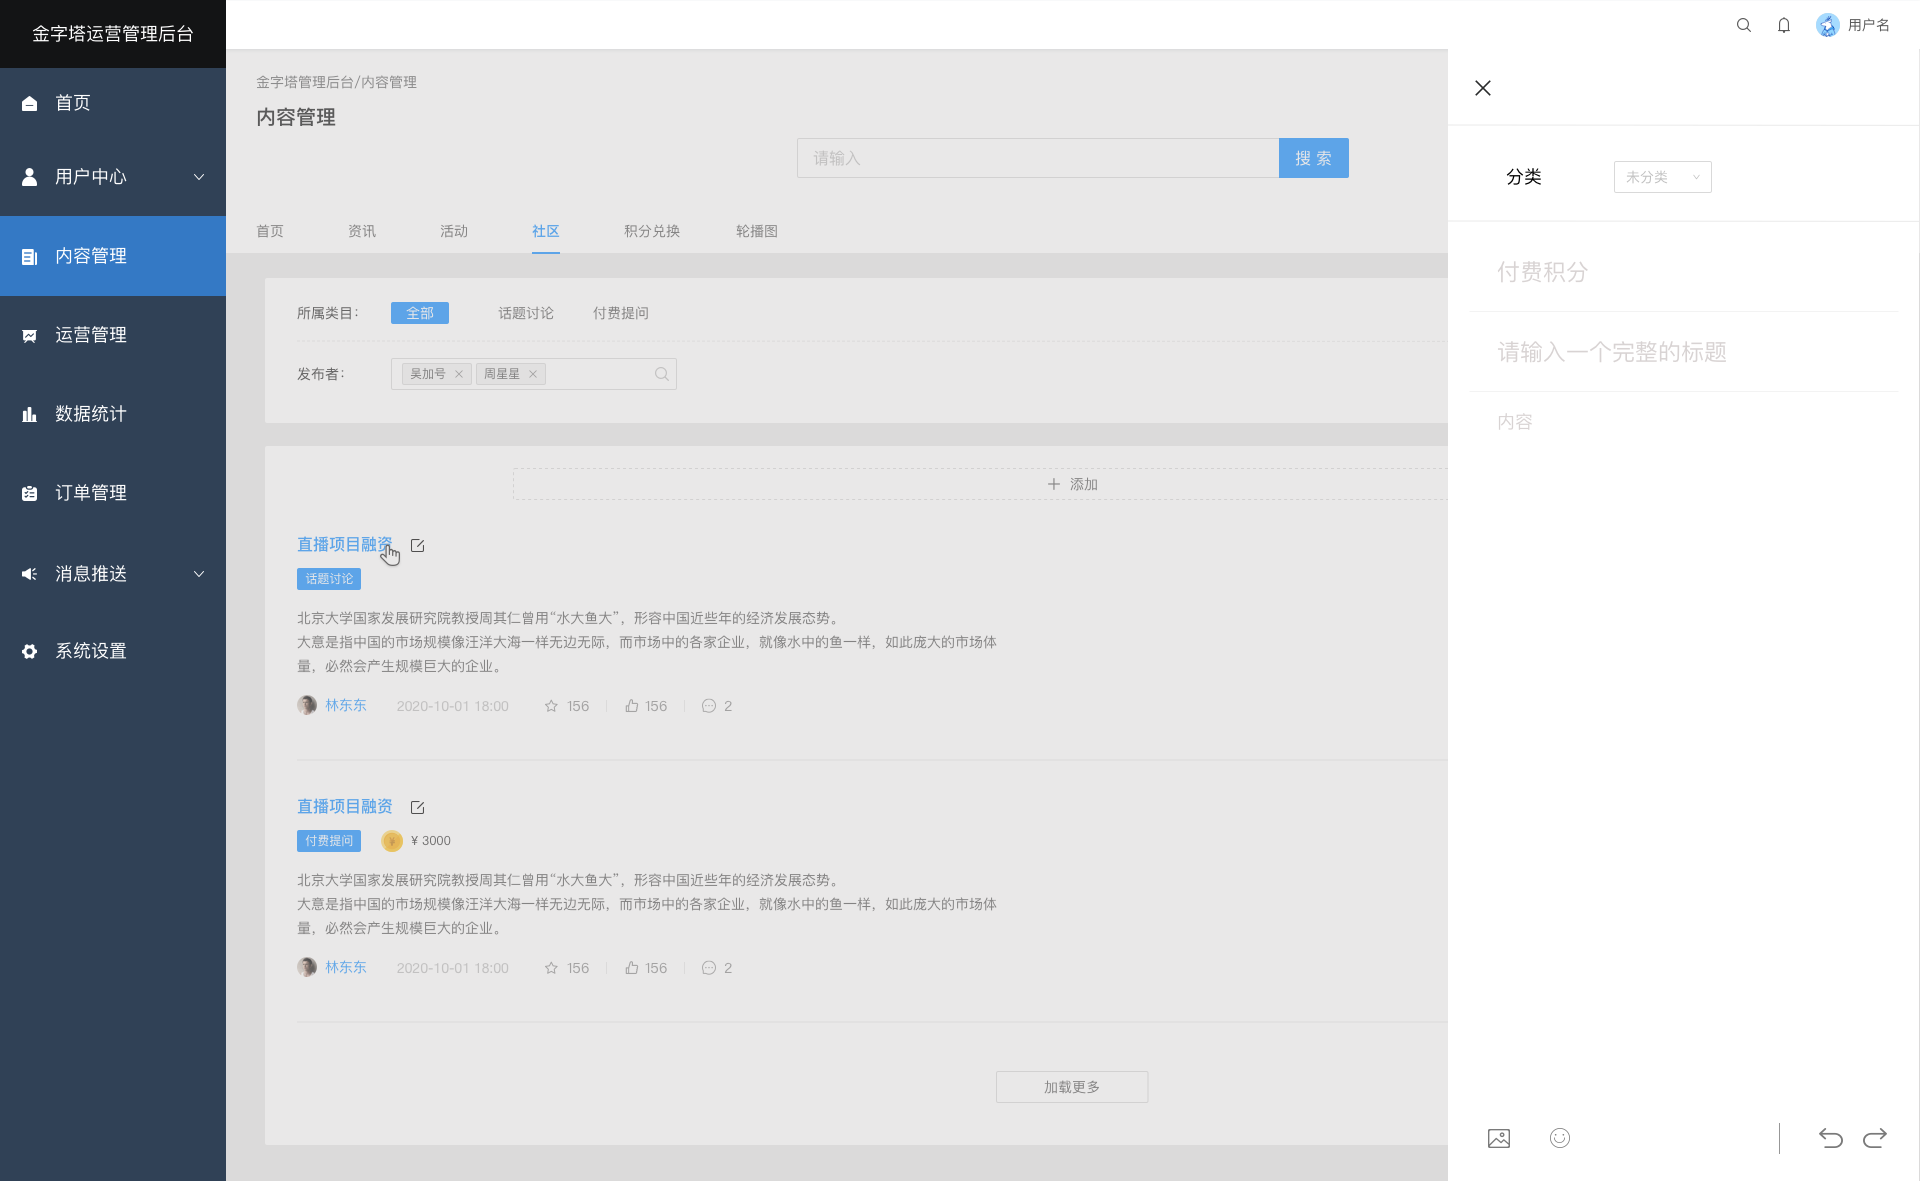 金字塔运营管理后台
首页
用户中心
内容管理
运营管理
数据统计
订单管理
消息推送
系统设置
用户名
金字塔管理后台/内容管理
内容管理
请输入
搜 索
首页 资讯 活动 社区 积分兑换 轮播图
所属类目： 全部 话题讨论 付费提问
发布者： 吴加号 周星星
添加
直播项目融资
话题讨论
北京大学国家发展研究院教授周其仁曾用“水大鱼大”，形容中国近些年的经济发展态势。
大意是指中国的市场规模像汪洋大海一样无边无际，而市场中的各家企业，就像水中的鱼一样，如此庞大的市场体
量，必然会产生规模巨大的企业。
林东东 2020-10-01 18:00 156 156 2
直播项目融资
付费提问 ¥ 3000
北京大学国家发展研究院教授周其仁曾用“水大鱼大”，形容中国近些年的经济发展态势。
大意是指中国的市场规模像汪洋大海一样无边无际，而市场中的各家企业，就像水中的鱼一样，如此庞大的市场体
量，必然会产生规模巨大的企业。
林东东 2020-10-01 18:00 156 156 2
加载更多
分类 未分类
付费积分
请输入一个完整的标题
内容